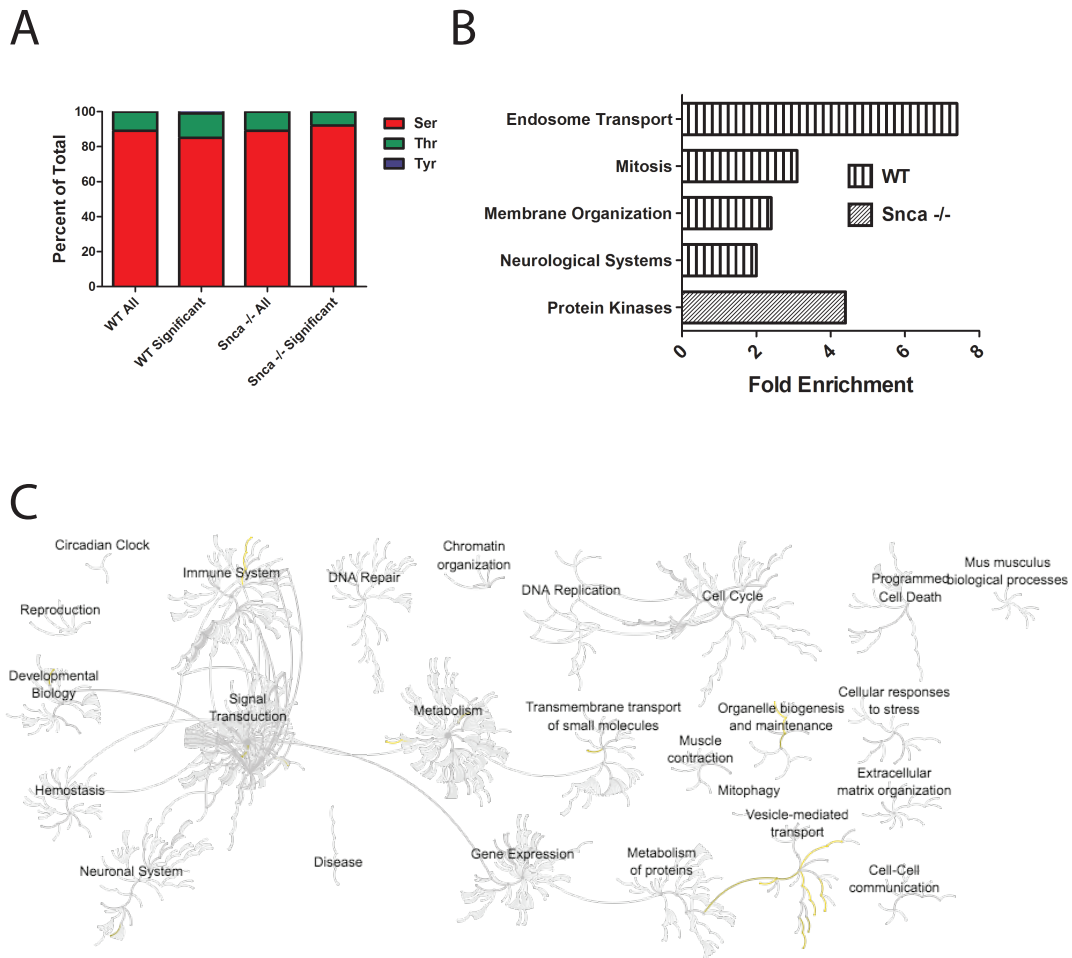 A
B
100
80
60
40
20
0
Percent of Total
WT All
WT Significant
Snca -/- All
Snca -/- Significant
Ser
Thr
Tyr
Endosome Transport
Mitosis
Membrane Organization
Neurological Systems
Protein Kinases
WT
Snca -/-
0
2
4
6
8
Fold Enrichment
C
Circadian Clock
Immune System
DNA Repair
Chromatin
organization
DNA Replication
Cell Cycle
Programmed
Cell Death
Mus musculus
biological processes
Reproduction
Developmental
Biology
Signal
Transduction
Metabolism
Transmembrane transport
of small molecules
Organelle biogenesis
and maintenance
Cellular responses
to stress
Muscle
contraction
Mitophagy
Extracellular
matrix organization
Hemostasis
Vesicle-mediated
transport
Neuronal System
Disease
Gene Expression
Metabolism
of proteins
Cell-Cell
communication